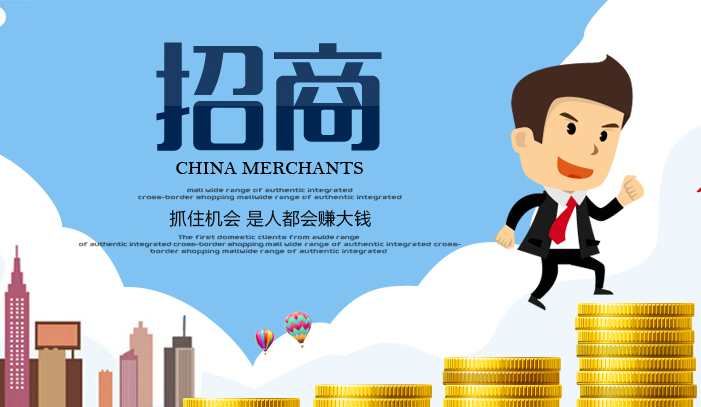 招商
CHINA MERCHANTS
mall wide range of authentic integrated
cross-border shopping mallwide range of authentic integrated
抓住机会 是人都会赚大钱
The first domestic cliente from awide range
of authentic integrated cross-border shopping mall wide range of authentic integrated cross-
border shopping mallwide range of authentic integrated